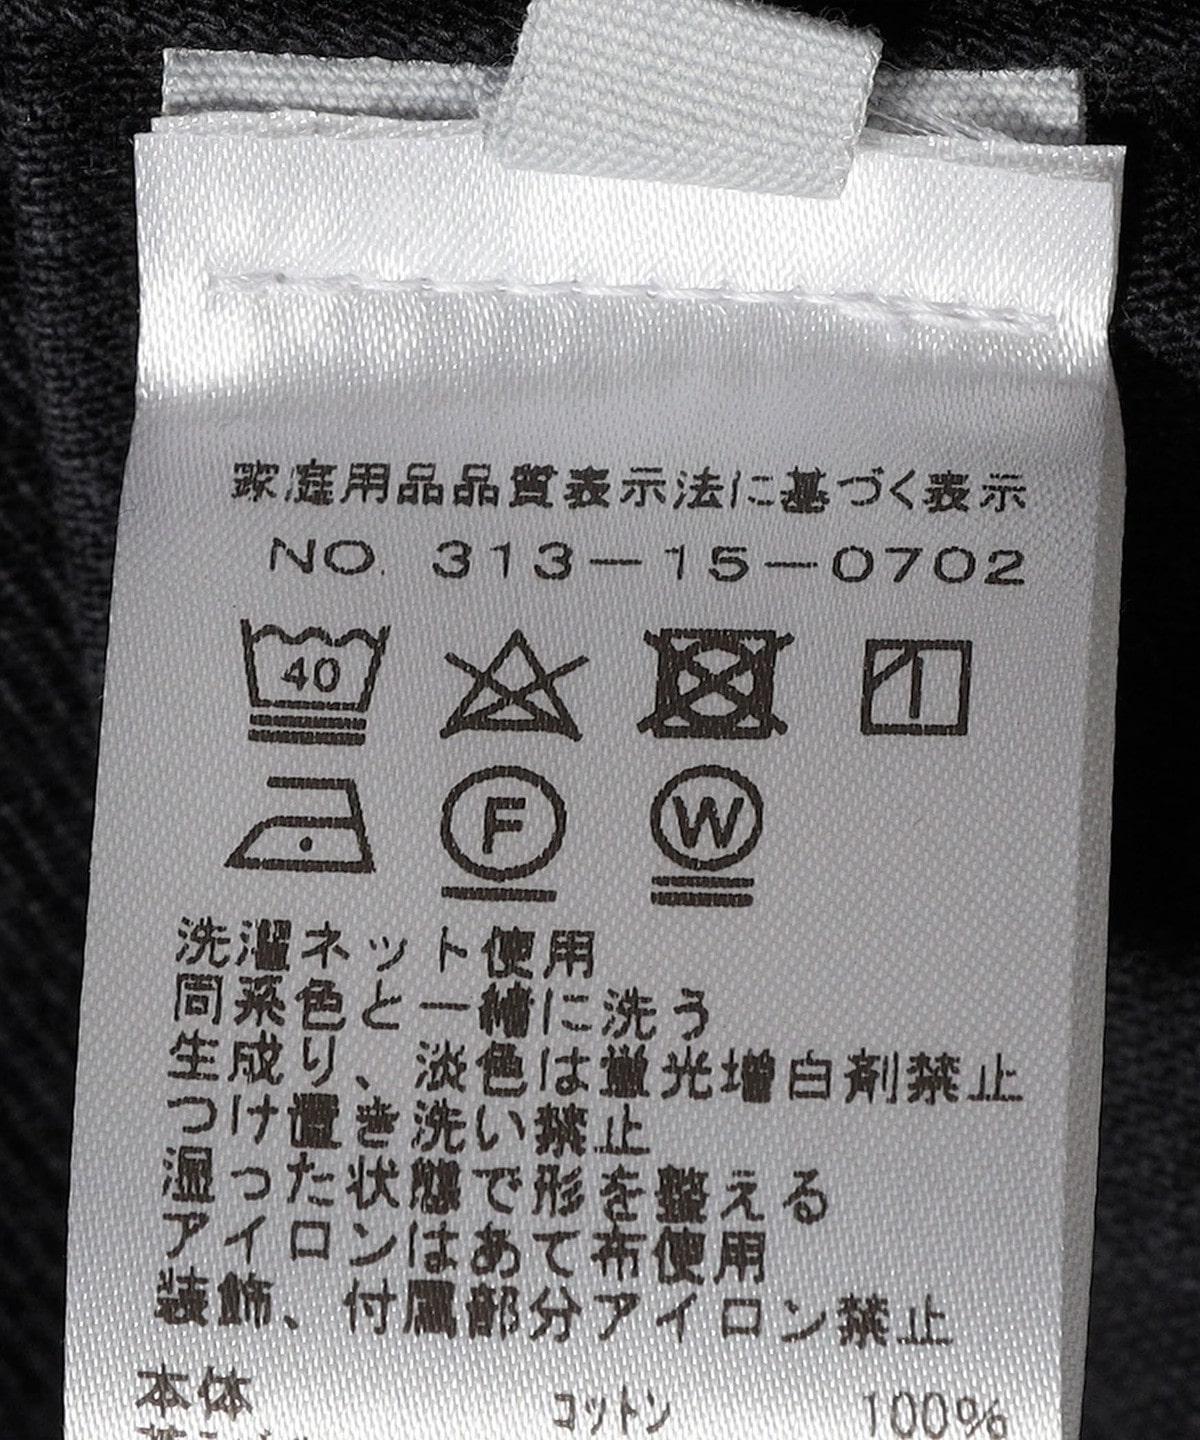 家庭用品品質表示法に基づく表示
NO. 313-15-0702
40
F W
洗濯ネット使用
同系色と一緒に洗う
生成り、淡色は蛍光増白剤禁止
つけ置き洗い禁止
湿った状態で形を整える
アイロンはあて布使用
装飾、付属部分アイロン禁止
本体 コットン 100%